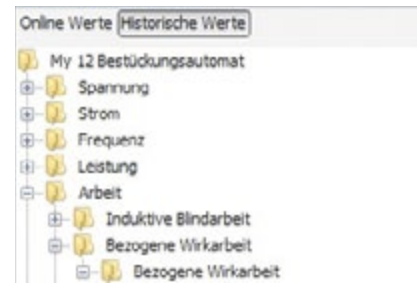 Online Werte Historische Werte
My 12 Bestückungsautomat
Spannung
Strom
Frequenz
Leistung
Arbeit
Induktive Blindarbeit
Bezogene Wirkarbeit
Bezogene Wirkarbeit